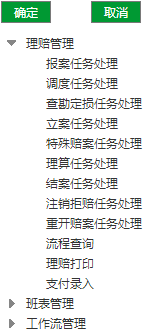 确定 取消
理赔管理
报案任务处理
调度任务处理
查勘定损任务处理
立案任务处理
特殊赔案任务处理
理算任务处理
结案任务处理
注销拒赔任务处理
重开赔案任务处理
流程查询
理赔打印
支付录入
班表管理
工作流管理